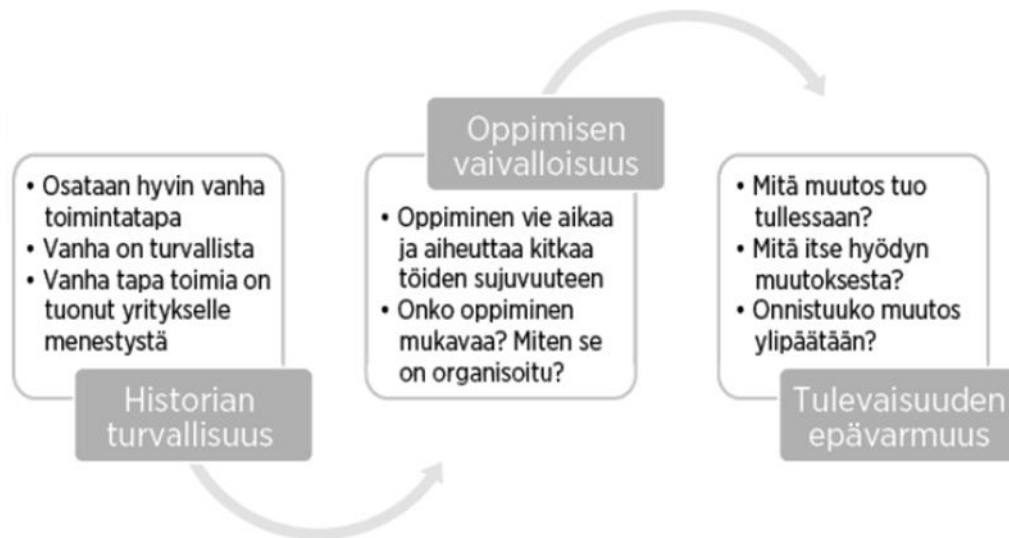 • Osataan hyvin vanha
toimintatapa
• Vanha on turvallista
• Vanha tapa toimia on
tuonut yritykselle
menestystä
Historian
turvallisuus
Oppimisen
vaivalloisuus
• Oppiminen vie aikaa
ja aiheuttaa kitkaa
töiden sujuvuuteen
• Onko oppiminen
mukavaa? Miten se
on organisoitu?
• Mitä muutos tuo
tullessaan?
• Mitä itse hyödyn
muutoksesta?
• Onnistuuko muutos
ylipäätään?
Tulevaisuuden
epävarmuus